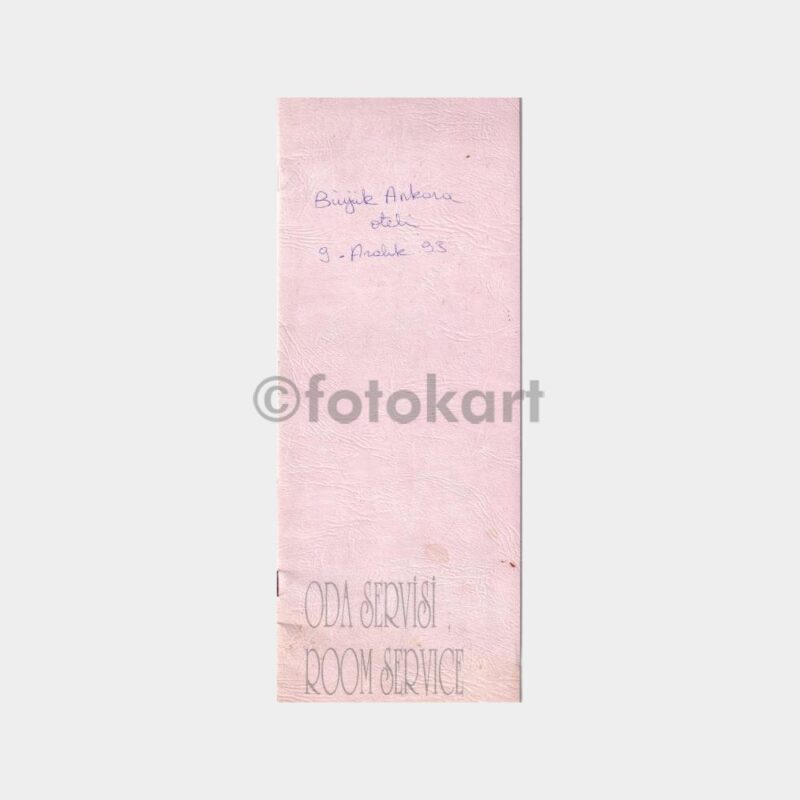 Büyük Ankara
oteli
9 - Aralık 93
©fotokart
ODA SERVİSİ
ROOM SERVICE